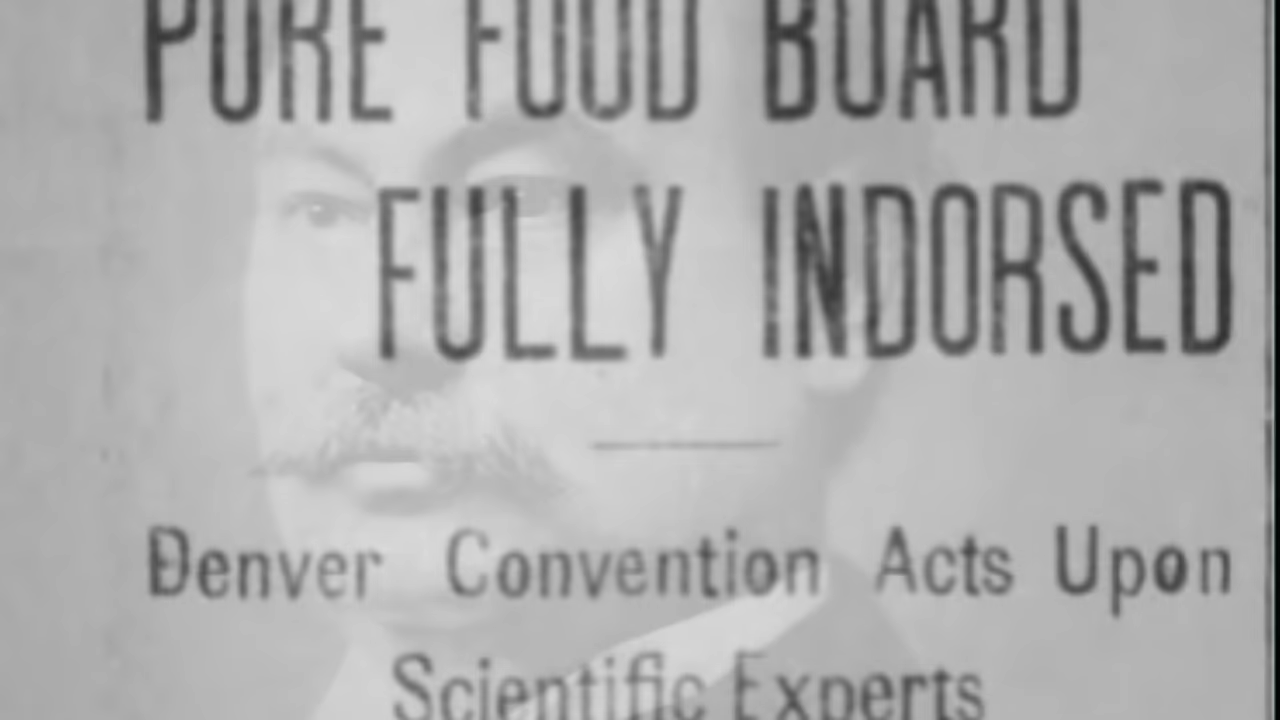 PURE FOOD BOARD
FULLY INDORSED
Denver Convention Acts Upon
Scientific Experts